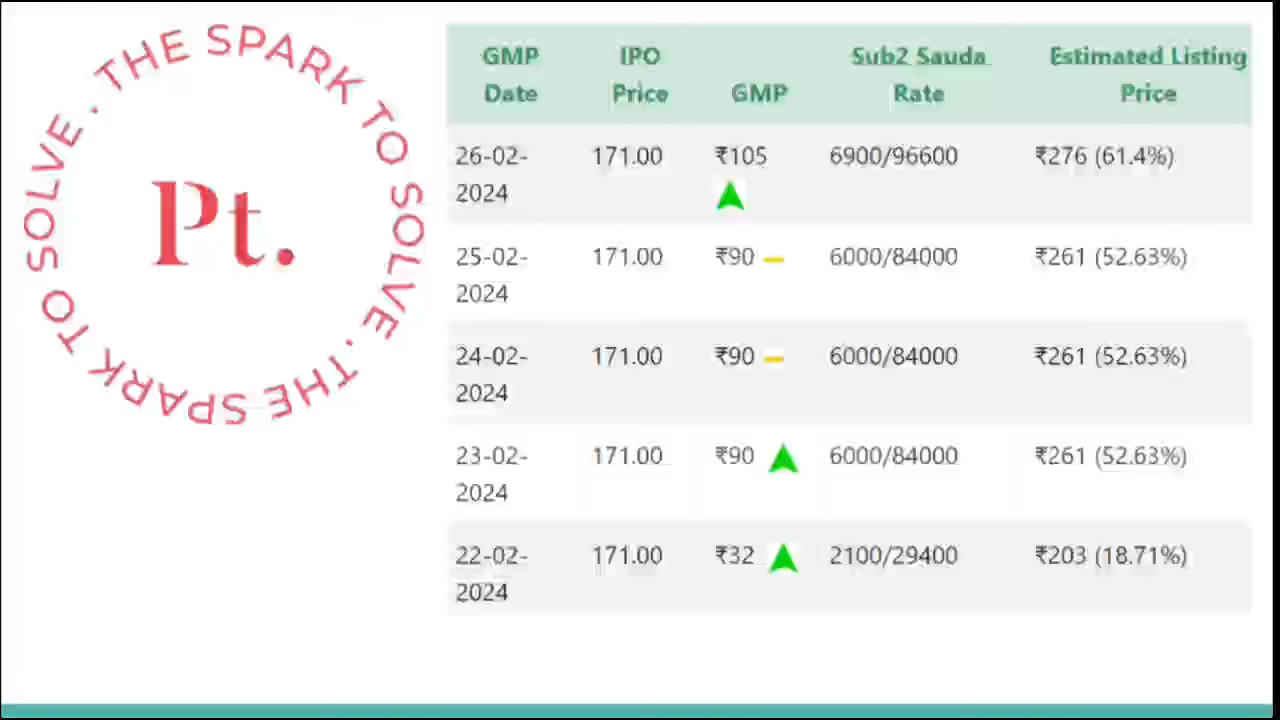 THE SPARK TO SOLVE . THE SPARK TO SOLVE .
Pt.
GMP Date IPO Price GMP Sub2 Sauda Rate Estimated Listing Price
26-02-2024 171.00 ₹105 6900/96600 ₹276 (61.4%)
25-02-2024 171.00 ₹90 6000/84000 ₹261 (52.63%)
24-02-2024 171.00 ₹90 6000/84000 ₹261 (52.63%)
23-02-2024 171.00 ₹90 6000/84000 ₹261 (52.63%)
22-02-2024 171.00 ₹32 2100/29400 ₹203 (18.71%)